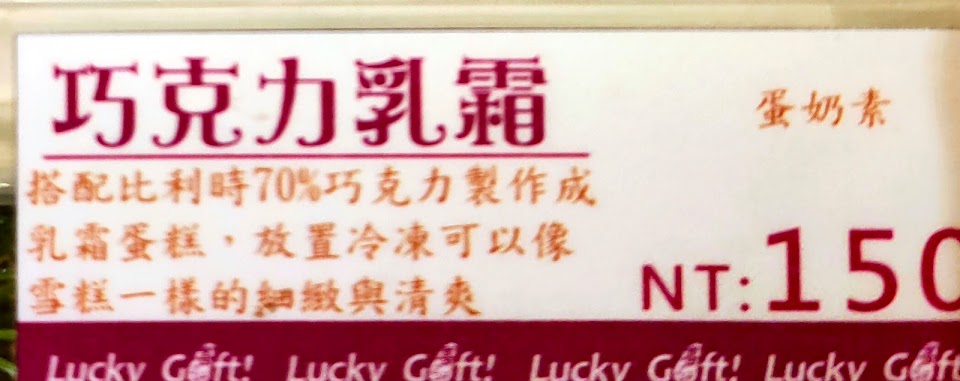 巧克力乳霜
蛋奶素
搭配比利時70%巧克力製作成
乳霜蛋糕，放置冷凍可以像
雪糕一樣的細緻與清爽
NT:150
Lucky Gift! Lucky Gift! Lucky Gift! Lucky Gift